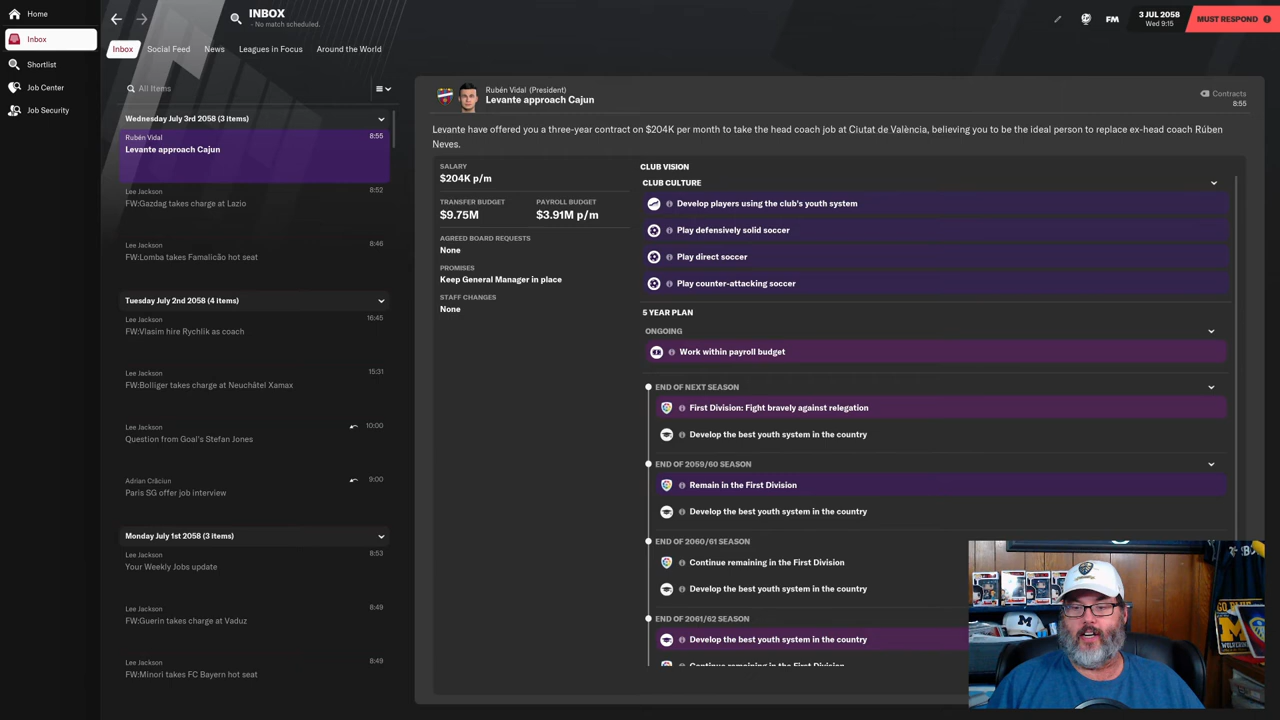 Home
Inbox
Shortlist
Job Center
Job Security
INBOX
- No match scheduled.
FM
3 JUL 2058
Wed 9:15
MUST RESPOND
Inbox
Social Feed
News
Leagues in Focus
Around the World
All Items
Wednesday July 3rd 2058 (3 items)
Rubén Vidal
8:55
Levante approach Cajun
Lee Jackson
8:52
FW:Gazdag takes charge at Lazio
Lee Jackson
8:46
FW:Lomba takes Famalicão hot seat
Tuesday July 2nd 2058 (4 items)
Lee Jackson
16:45
FW:Vlasim hire Rychlik as coach
Lee Jackson
15:31
FW:Bolliger takes charge at Neuchâtel Xamax
Lee Jackson
10:00
Question from Goal's Stefan Jones
Adrian Crăciun
9:00
Paris SG offer job interview
Monday July 1st 2058 (3 items)
Lee Jackson
8:53
Your Weekly Jobs update
Lee Jackson
8:49
FW:Guerin takes charge at Vaduz
Lee Jackson
8:49
FW:Minori takes FC Bayern hot seat
Rubén Vidal (President)
Levante approach Cajun
Contracts
8:55
Levante have offered you a three-year contract on $204K per month to take the head coach job at Ciutat de València, believing you to be the ideal person to replace ex-head coach Rúben
Neves.
SALARY
$204K p/m
TRANSFER BUDGET
PAYROLL BUDGET
$9.75M
$3.91M p/m
AGREED BOARD REQUESTS
None
PROMISES
Keep General Manager in place
STAFF CHANGES
None
CLUB VISION
CLUB CULTURE
Develop players using the club's youth system
Play defensively solid soccer
Play direct soccer
Play counter-attacking soccer
5 YEAR PLAN
ONGOING
Work within payroll budget
END OF NEXT SEASON
First Division: Fight bravely against relegation
Develop the best youth system in the country
END OF 2059/60 SEASON
Remain in the First Division
Develop the best youth system in the country
END OF 2060/61 SEASON
Continue remaining in the First Division
Develop the best youth system in the country
END OF 2061/62 SEASON
Develop the best youth system in the country
Continue remaining in the First Division
GO BLUE
M
WOLVERINES